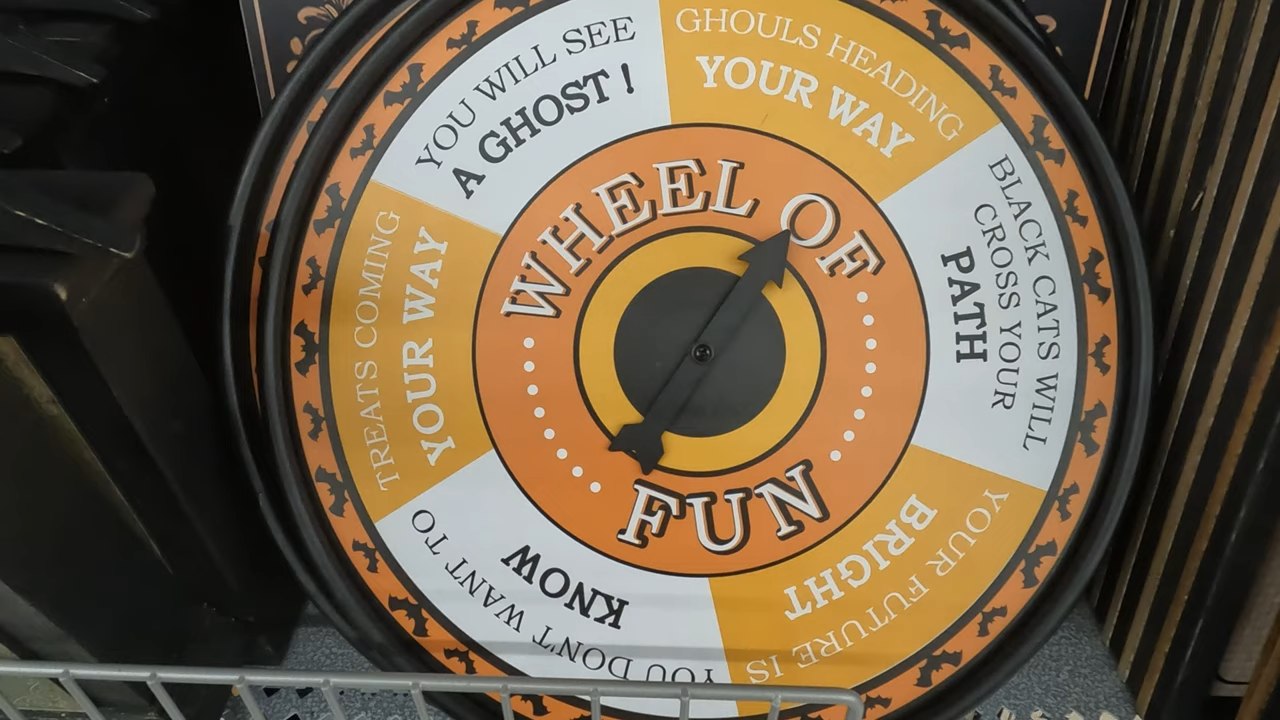 WHEEL OF
FUN
YOU WILL SEE
A GHOST!
GHOULS HEADING
YOUR WAY
BLACK CATS WILL
CROSS YOUR
PATH
YOUR FUTURE IS
BRIGHT
YOU DON'T WANT TO
KNOW
TREATS COMING
YOUR WAY